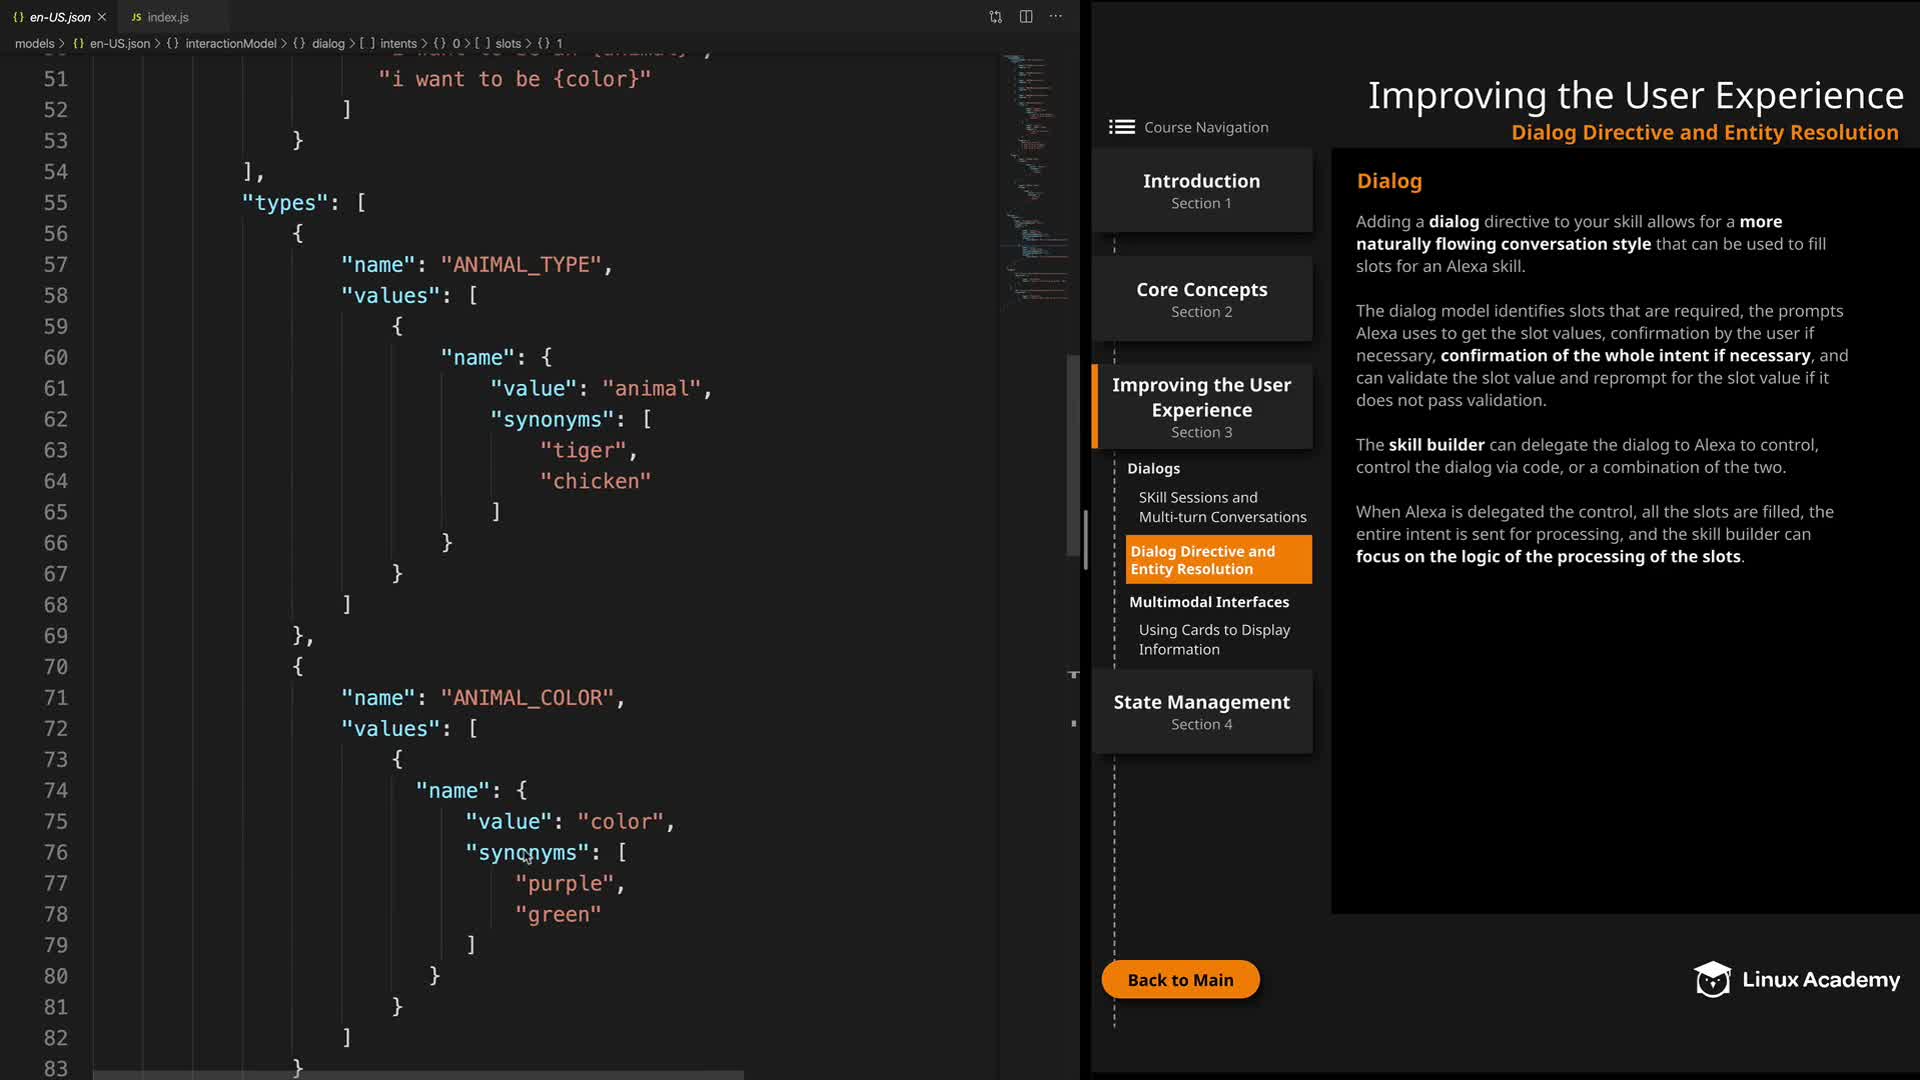 {} en-US.json ×
JS index.js
models > {} en-US.json > {} interactionModel > {} dialog > [ ] intents > {} 0 > [ ] slots > {} 1
51 "i want to be {color}"
52 ]
53 }
54 ],
55 "types": [
56 {
57 "name": "ANIMAL_TYPE",
58 "values": [
59 {
60 "name": {
61 "value": "animal",
62 "synonyms": [
63 "tiger",
64 "chicken"
65 ]
66 }
67 }
68 ]
69 },
70 {
71 "name": "ANIMAL_COLOR",
72 "values": [
73 {
74 "name": {
75 "value": "color",
76 "synonyms": [
77 "purple",
78 "green"
79 ]
80 }
81 }
82 ]
83 }
Improving the User Experience
Dialog Directive and Entity Resolution
Course Navigation
Introduction
Section 1
Core Concepts
Section 2
Improving the User
Experience
Section 3
Dialogs
SKill Sessions and
Multi-turn Conversations
Dialog Directive and
Entity Resolution
Multimodal Interfaces
Using Cards to Display
Information
State Management
Section 4
Back to Main
Dialog
Adding a dialog directive to your skill allows for a more
naturally flowing conversation style that can be used to fill
slots for an Alexa skill.
The dialog model identifies slots that are required, the prompts
Alexa uses to get the slot values, confirmation by the user if
necessary, confirmation of the whole intent if necessary, and
can validate the slot value and reprompt for the slot value if it
does not pass validation.
The skill builder can delegate the dialog to Alexa to control,
control the dialog via code, or a combination of the two.
When Alexa is delegated the control, all the slots are filled, the
entire intent is sent for processing, and the skill builder can
focus on the logic of the processing of the slots.
Linux Academy